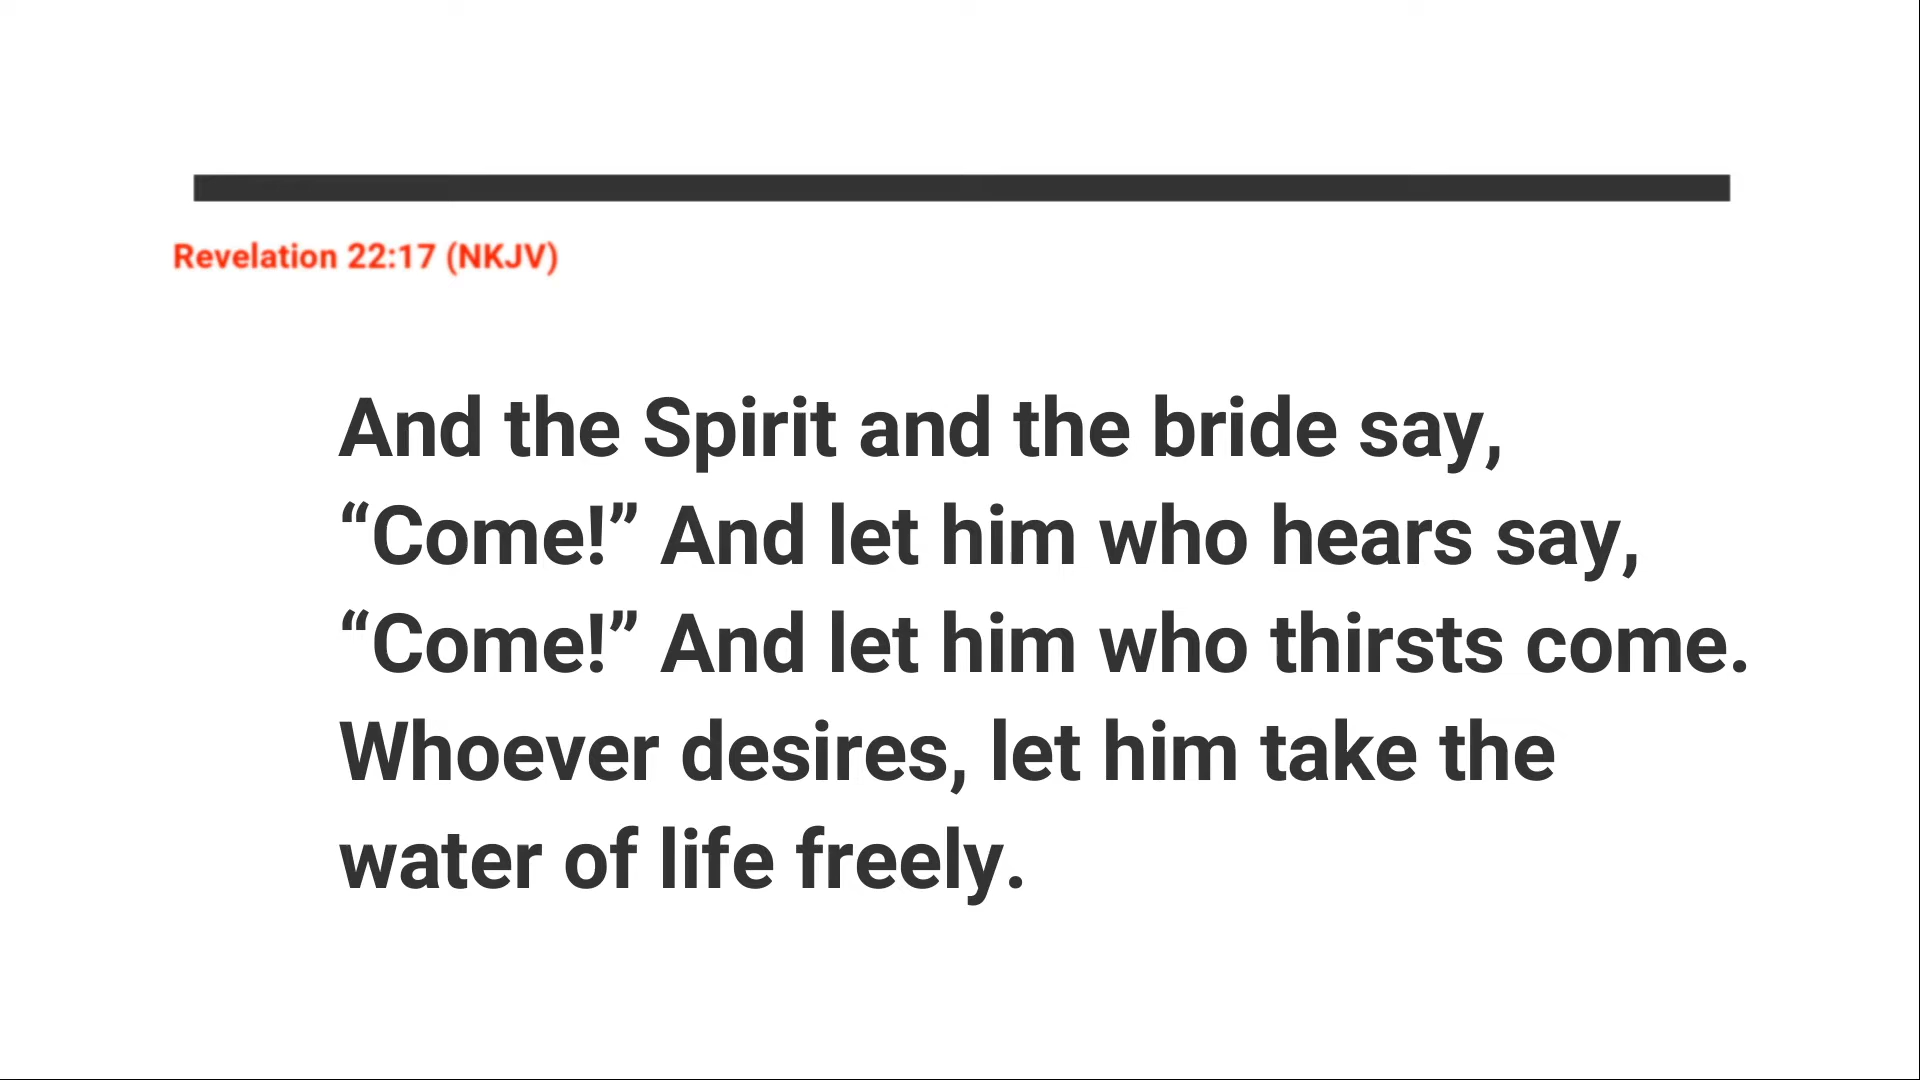 Revelation 22:17 (NKJV)
And the Spirit and the bride say,
“Come!” And let him who hears say,
“Come!” And let him who thirsts come.
Whoever desires, let him take the
water of life freely.